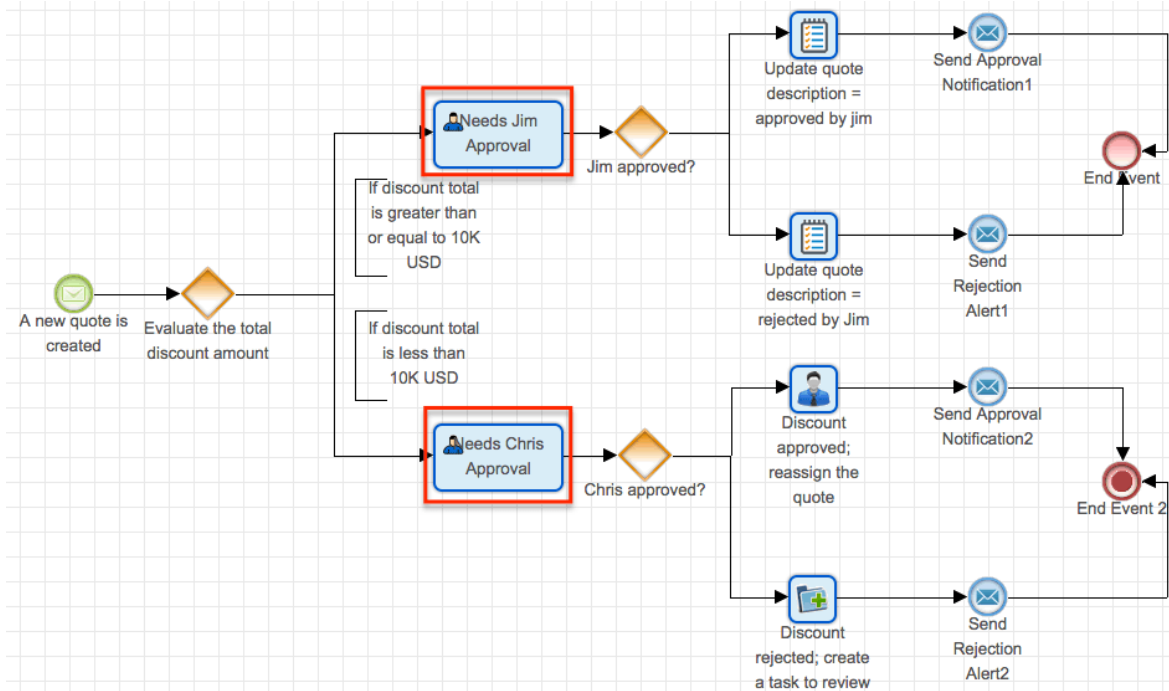 Needs Jim
Approval
Jim approved?
If discount total
is greater than
or equal to 10K
USD
Update quote
description =
approved by jim
Send Approval
Notification1
End Event
Update quote
description =
rejected by Jim
Send
Rejection
Alert1
A new quote is
created
Evaluate the total
discount amount
If discount total
is less than
10K USD
Needs Chris
Approval
Chris approved?
Discount
approved;
reassign the
quote
Send Approval
Notification2
End Event 2
Discount
rejected; create
a task to review
Send
Rejection
Alert2